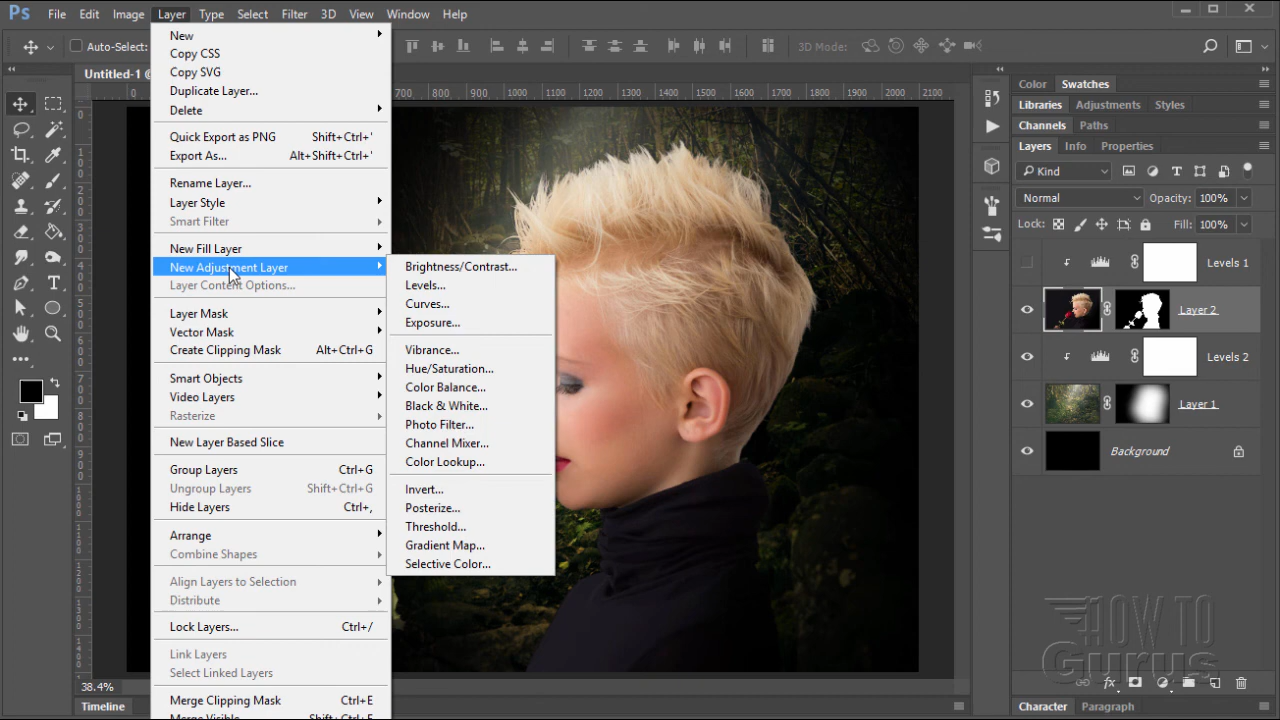 Ps File Edit Image Layer Type Select Filter 3D View Window Help
Auto-Select: 3D Mode:
Untitled-1 @
0 700 800 900 1000 1100 1200 1300 1400 1500 1600 1700 1800 1900 2000 2100
New
Copy CSS
Copy SVG
Duplicate Layer...
Delete
Quick Export as PNG Shift+Ctrl+'
Export As... Alt+Shift+Ctrl+'
Rename Layer...
Layer Style
Smart Filter
New Fill Layer
New Adjustment Layer
Layer Content Options...
Layer Mask
Vector Mask
Create Clipping Mask Alt+Ctrl+G
Smart Objects
Video Layers
Rasterize
New Layer Based Slice
Group Layers Ctrl+G
Ungroup Layers Shift+Ctrl+G
Hide Layers Ctrl+,
Arrange
Combine Shapes
Align Layers to Selection
Distribute
Lock Layers... Ctrl+/
Link Layers
Select Linked Layers
Merge Clipping Mask Ctrl+E
Merge Visible Shift+Ctrl+E
Brightness/Contrast...
Levels...
Curves...
Exposure...
Vibrance...
Hue/Saturation...
Color Balance...
Black & White...
Photo Filter...
Channel Mixer...
Color Lookup...
Invert...
Posterize...
Threshold...
Gradient Map...
Selective Color...
Color Swatches
Libraries Adjustments Styles
Channels Paths
Layers Info Properties
Kind
Normal Opacity: 100%
Lock: Fill: 100%
Levels 1
Layer 2
Levels 2
Layer 1
Background
HOW TO
Gurus
38.4%
Timeline
Character Paragraph